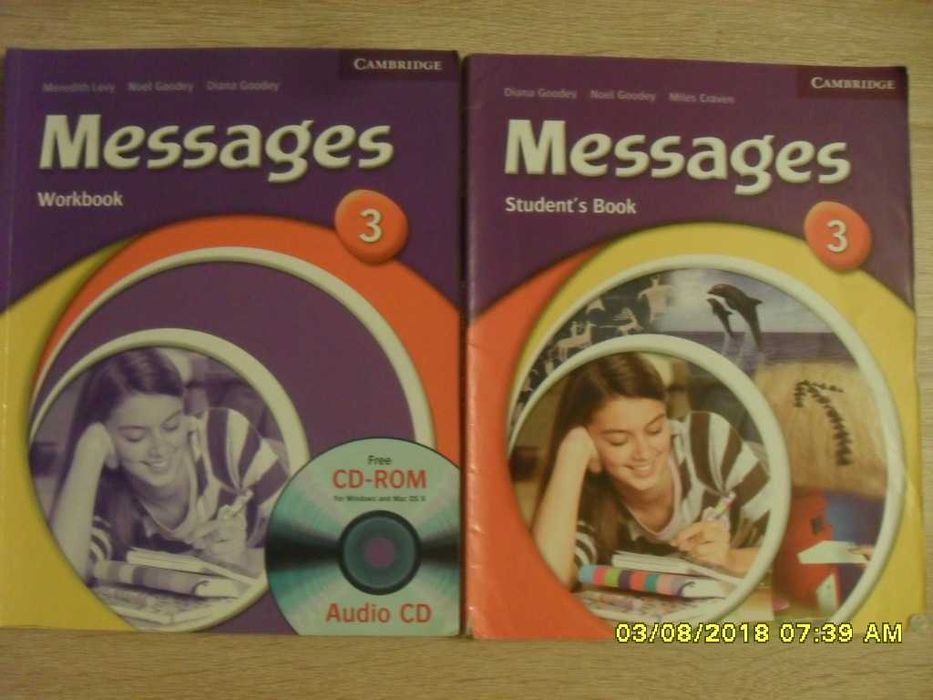 CAMBRIDGE
Meredith Levy Noel Goodey Diana Goodey
Messages
Workbook
3
Free
CD-ROM
For Windows and Mac OS X
Audio CD
CAMBRIDGE
Diana Goodey Noel Goodey Miles Craven
Messages
Student's Book
3
03/08/2018 07:39 AM